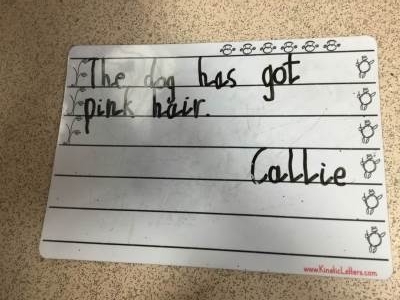 The dog has got
pink hair.
Callie
www.KineticLetters.com